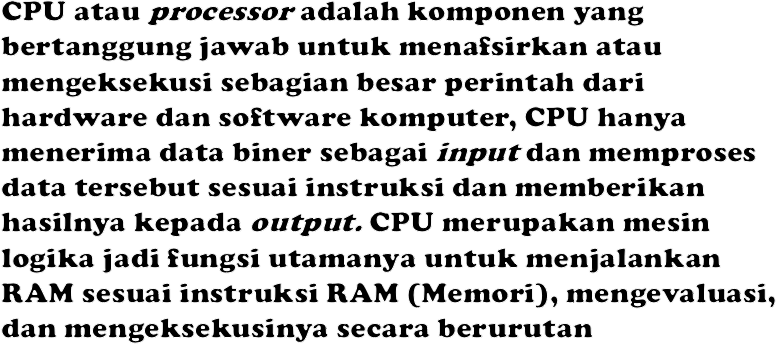 CPU atau processor adalah komponen yang
bertanggung jawab untuk menafsirkan atau
mengeksekusi sebagian besar perintah dari
hardware dan software komputer, CPU hanya
menerima data biner sebagai input dan memproses
data tersebut sesuai instruksi dan memberikan
hasilnya kepada output. CPU merupakan mesin
logika jadi fungsi utamanya untuk menjalankan
RAM sesuai instruksi RAM (Memori), mengevaluasi,
dan mengeksekusinya secara berurutan